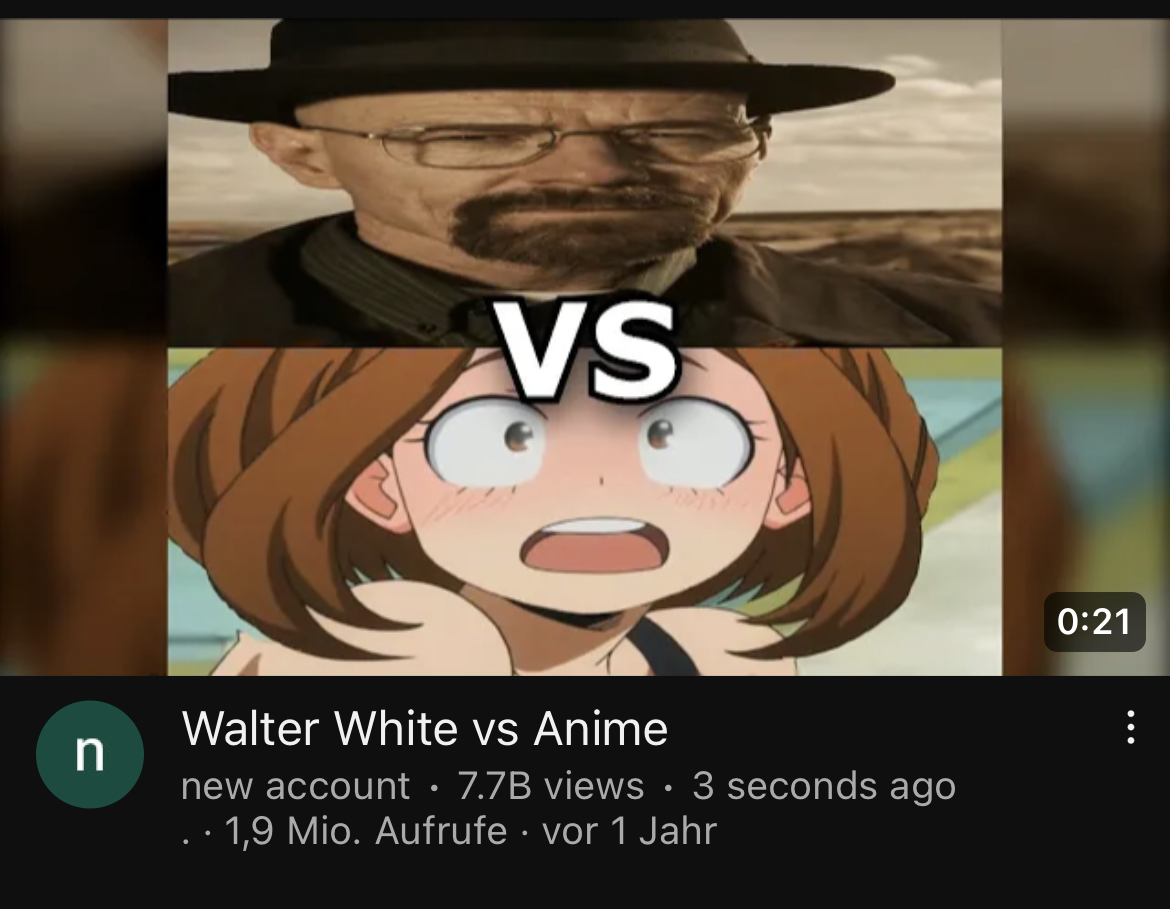 VS
0:21
n
Walter White vs Anime
new account · 7.7B views · 3 seconds ago
. · 1,9 Mio. Aufrufe · vor 1 Jahr